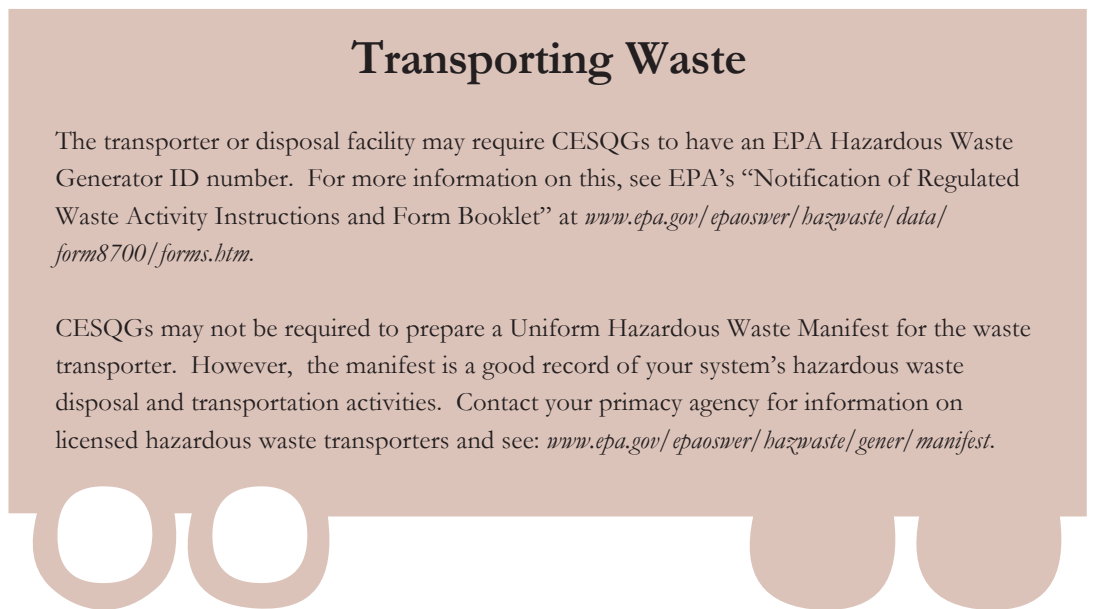 Transporting Waste
The transporter or disposal facility may require CESQGs to have an EPA Hazardous Waste
Generator ID number.  For more information on this, see EPA’s “Notification of Regulated
Waste Activity Instructions and Form Booklet” at www.epa.gov/epaoswer/hazwaste/data/
form8700/forms.htm.
CESQGs may not be required to prepare a Uniform Hazardous Waste Manifest for the waste
transporter.  However,  the manifest is a good record of your system’s hazardous waste
disposal and transportation activities.  Contact your primacy agency for information on
licensed hazardous waste transporters and see: www.epa.gov/epaoswer/hazwaste/gener/manifest.